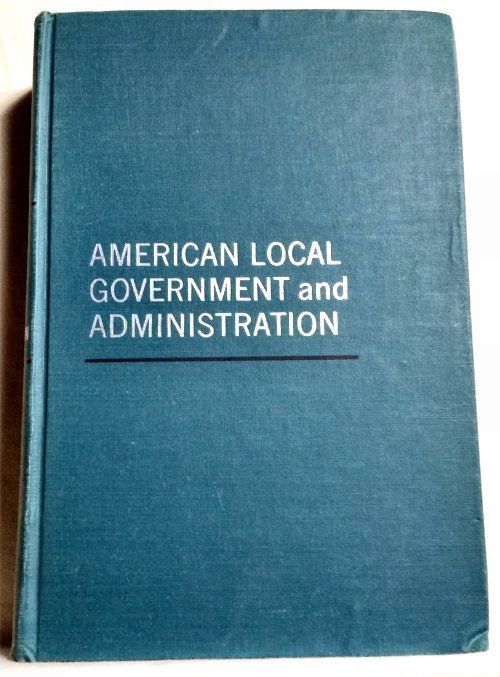 AMERICAN LOCAL
GOVERNMENT and
ADMINISTRATION